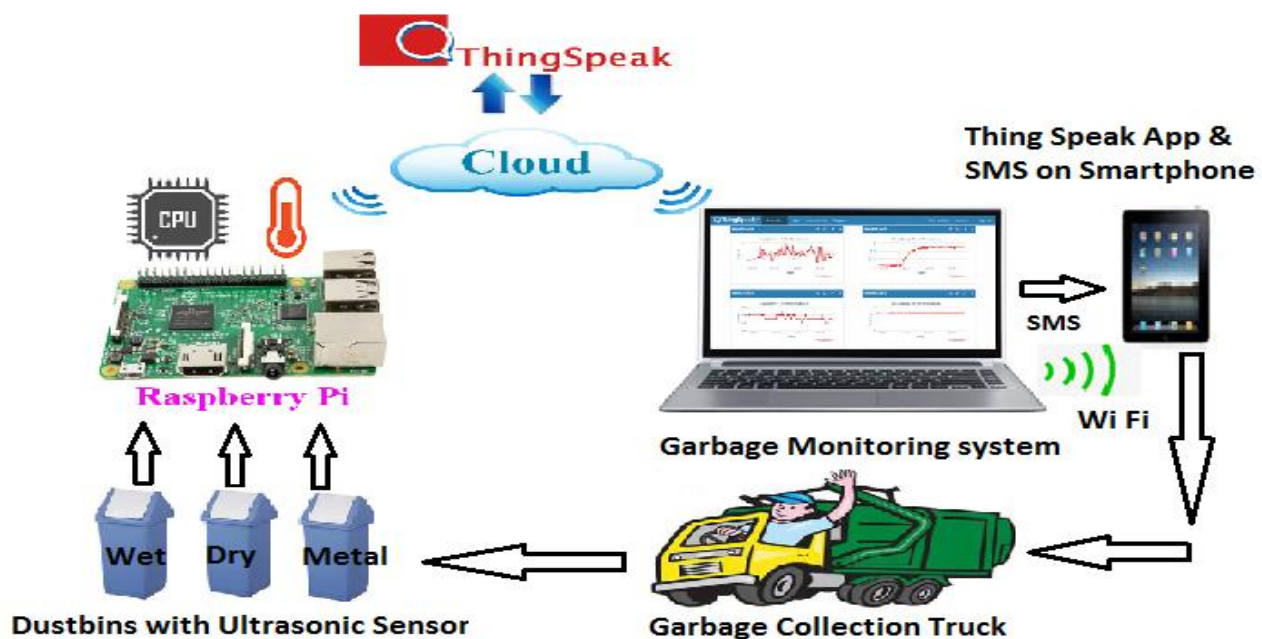 ThingSpeak
Cloud
Thing Speak App &
SMS on Smartphone
CPU
ThingSpeak
SMS
Raspberry Pi
Wi Fi
Garbage Monitoring system
Wet
Dry
Metal
Dustbins with Ultrasonic Sensor
Garbage Collection Truck